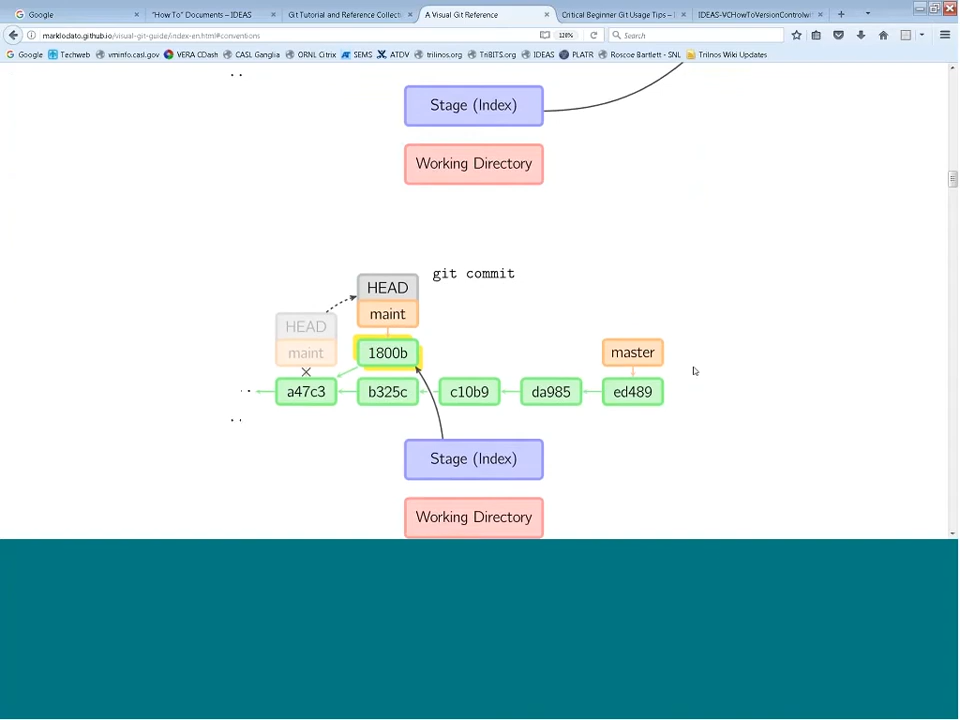 Google
"How To" Documents – IDEAS
Git Tutorial and Reference Collecti
A Visual Git Reference
Critical Beginner Git Usage Tips – I
IDEAS-VCHowToVersionControlwi
marklodato.github.io/visual-git-guide/index-en.html#conventions
120%
Search
Google
Techweb
vminfo.casl.gov
VERA CDash
CASL Ganglia
ORNL Citrix
SEMS
ATDV
trilinos.org
TriBITS.org
IDEAS
PLATR
Roscoe Bartlett - SNL
Trilinos Wiki Updates
..
Stage (Index)
Working Directory
git commit
HEAD
maint
HEAD
maint
1800b
master
a47c3
b325c
c10b9
da985
ed489
..
Stage (Index)
Working Directory